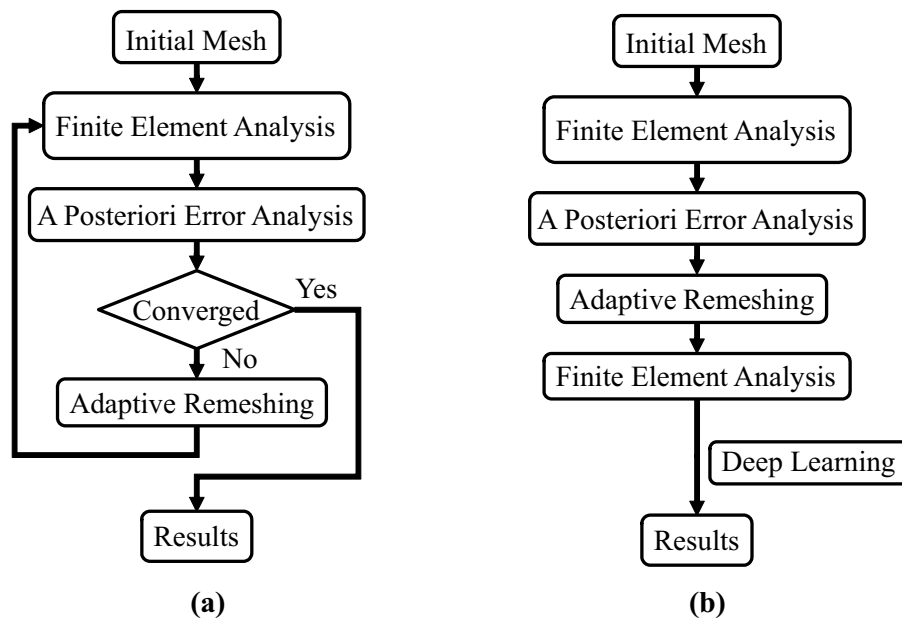 Initial Mesh
Finite Element Analysis
A Posteriori Error Analysis
Converged
Yes
No
Adaptive Remeshing
Results
(a)
Initial Mesh
Finite Element Analysis
A Posteriori Error Analysis
Adaptive Remeshing
Finite Element Analysis
Deep Learning
Results
(b)